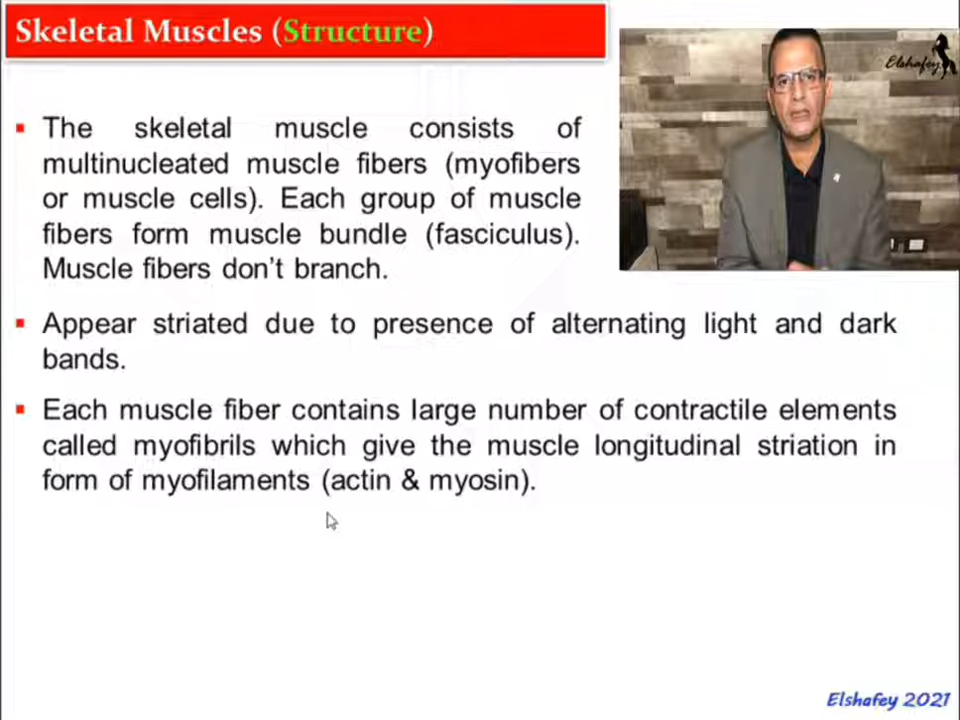 Skeletal Muscles (Structure)
Elshafey
▪ The skeletal muscle consists of
multinucleated muscle fibers (myofibers
or muscle cells). Each group of muscle
fibers form muscle bundle (fasciculus).
Muscle fibers don't branch.
▪ Appear striated due to presence of alternating light and dark
bands.
▪ Each muscle fiber contains large number of contractile elements
called myofibrils which give the muscle longitudinal striation in
form of myofilaments (actin & myosin).
Elshafey 2021